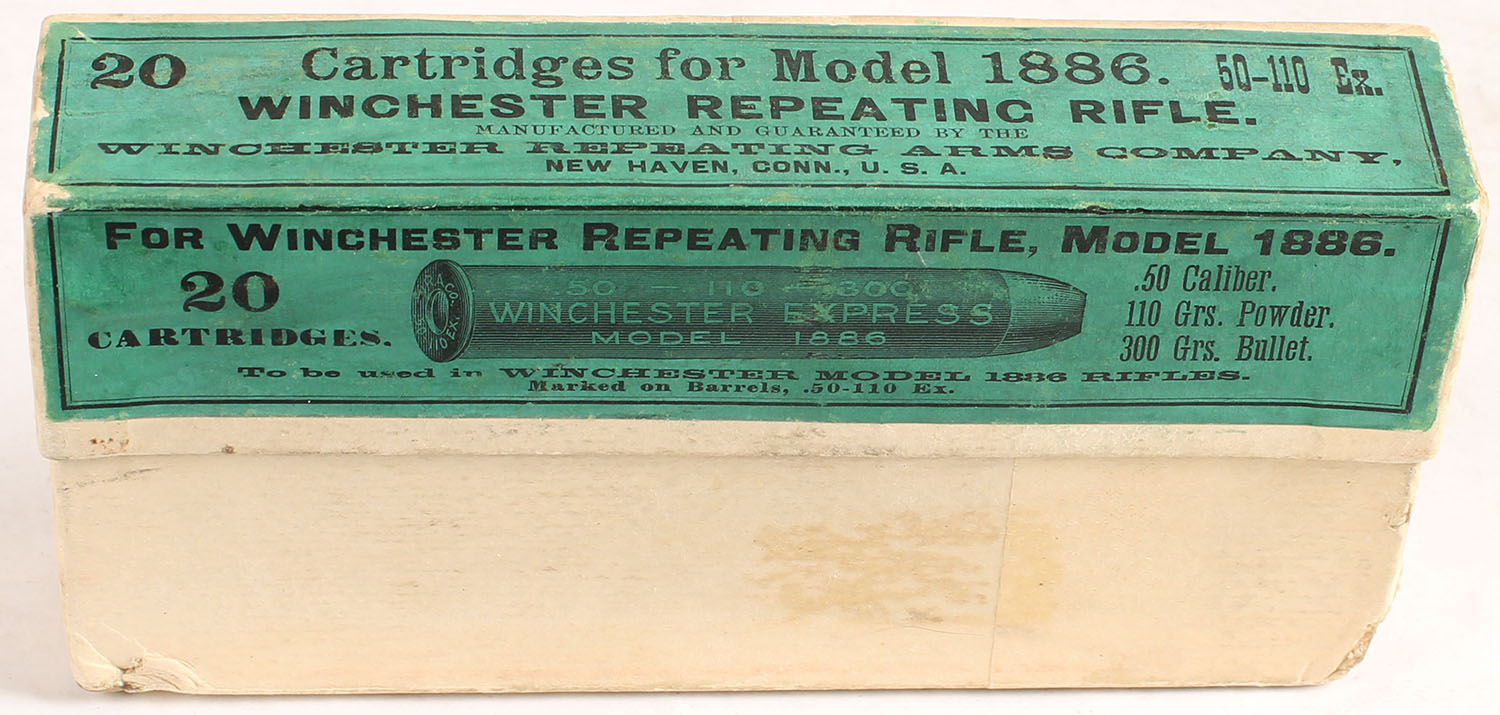 20 Cartridges for Model 1886. 50-110 Ex.
WINCHESTER REPEATING RIFLE.
MANUFACTURED AND GUARANTEED BY THE
WINCHESTER REPEATING ARMS COMPANY,
NEW HAVEN, CONN., U. S. A.
FOR WINCHESTER REPEATING RIFLE, MODEL 1886.
20
CARTRIDGES.
50 - 110 - 300
WINCHESTER EXPRESS
MODEL 1886
.50 Caliber.
110 Grs. Powder.
300 Grs. Bullet.
To be used in WINCHESTER MODEL 1886 RIFLES.
Marked on Barrels, .50-110 Ex.